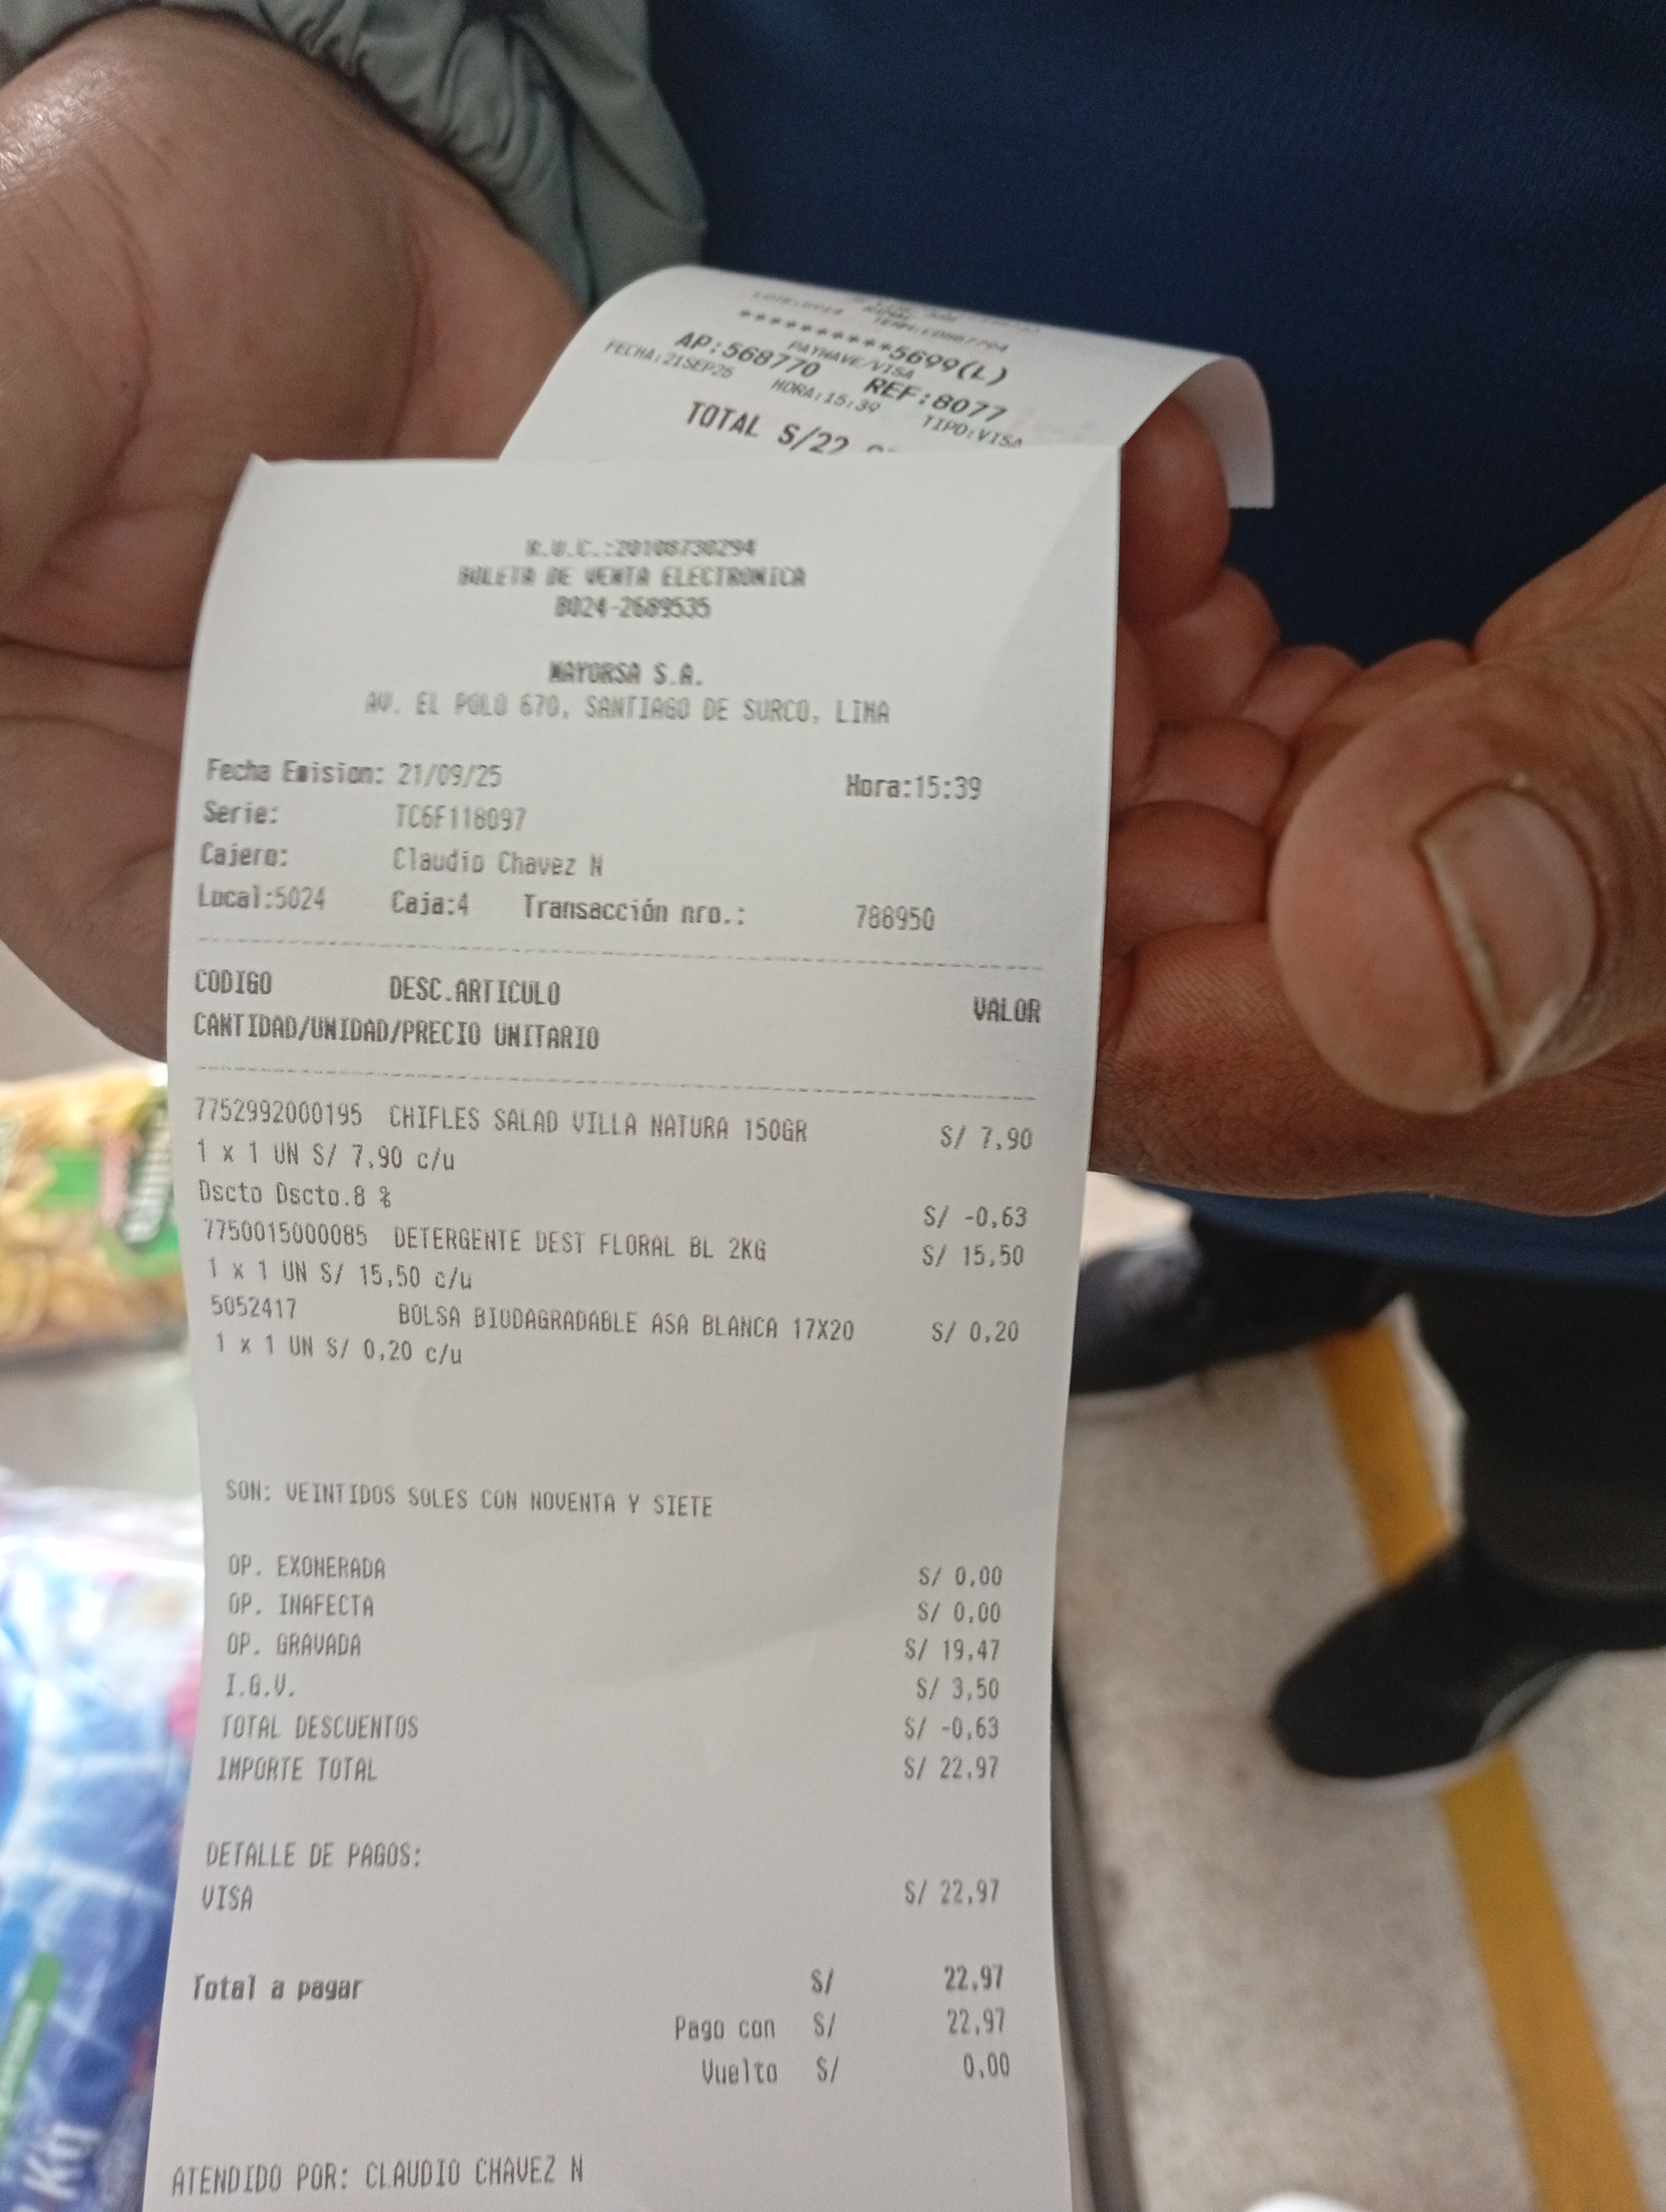 **********5699(L)
PAYWAVE/VISA
AP:568770 REF:8077
FECHA:21SEP25 HORA:15:39 TIPO:VISA
TOTAL S/22
R.U.C.:20108730294
BOLETA DE VENTA ELECTRONICA
B024-2689535
MAYORSA S.A.
AV. EL POLO 670, SANTIAGO DE SURCO, LIMA
Fecha Emision: 21/09/25 Hora:15:39
Serie: TC6F118097
Cajero: Claudio Chavez N
Local:5024 Caja:4 Transacción nro.: 788950
CODIGO DESC.ARTICULO VALOR
CANTIDAD/UNIDAD/PRECIO UNITARIO
7752992000195 CHIFLES SALAD VILLA NATURA 150GR S/ 7,90
1 x 1 UN S/ 7,90 c/u
Dscto Dscto.8 % S/ -0,63
7750015000085 DETERGENTE DEST FLORAL BL 2KG S/ 15,50
1 x 1 UN S/ 15,50 c/u
5052417 BOLSA BIODAGRADABLE ASA BLANCA 17X20 S/ 0,20
1 x 1 UN S/ 0,20 c/u
SON: VEINTIDOS SOLES CON NOVENTA Y SIETE
OP. EXONERADA S/ 0,00
OP. INAFECTA S/ 0,00
OP. GRAVADA S/ 19,47
I.G.V. S/ 3,50
TOTAL DESCUENTOS S/ -0,63
IMPORTE TOTAL S/ 22,97
DETALLE DE PAGOS:
VISA S/ 22,97
Total a pagar S/ 22,97
Pago con S/ 22,97
Vuelto S/ 0,00
ATENDIDO POR: CLAUDIO CHAVEZ N
Kg